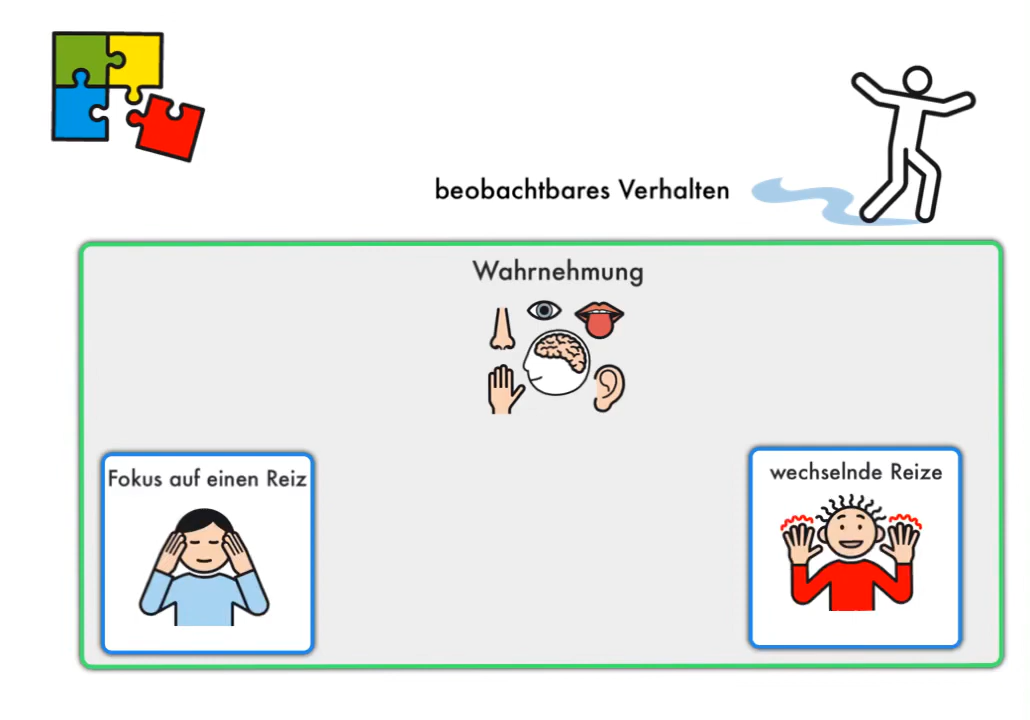 beobachtbares Verhalten
Wahrnehmung
Fokus auf einen Reiz
wechselnde Reize